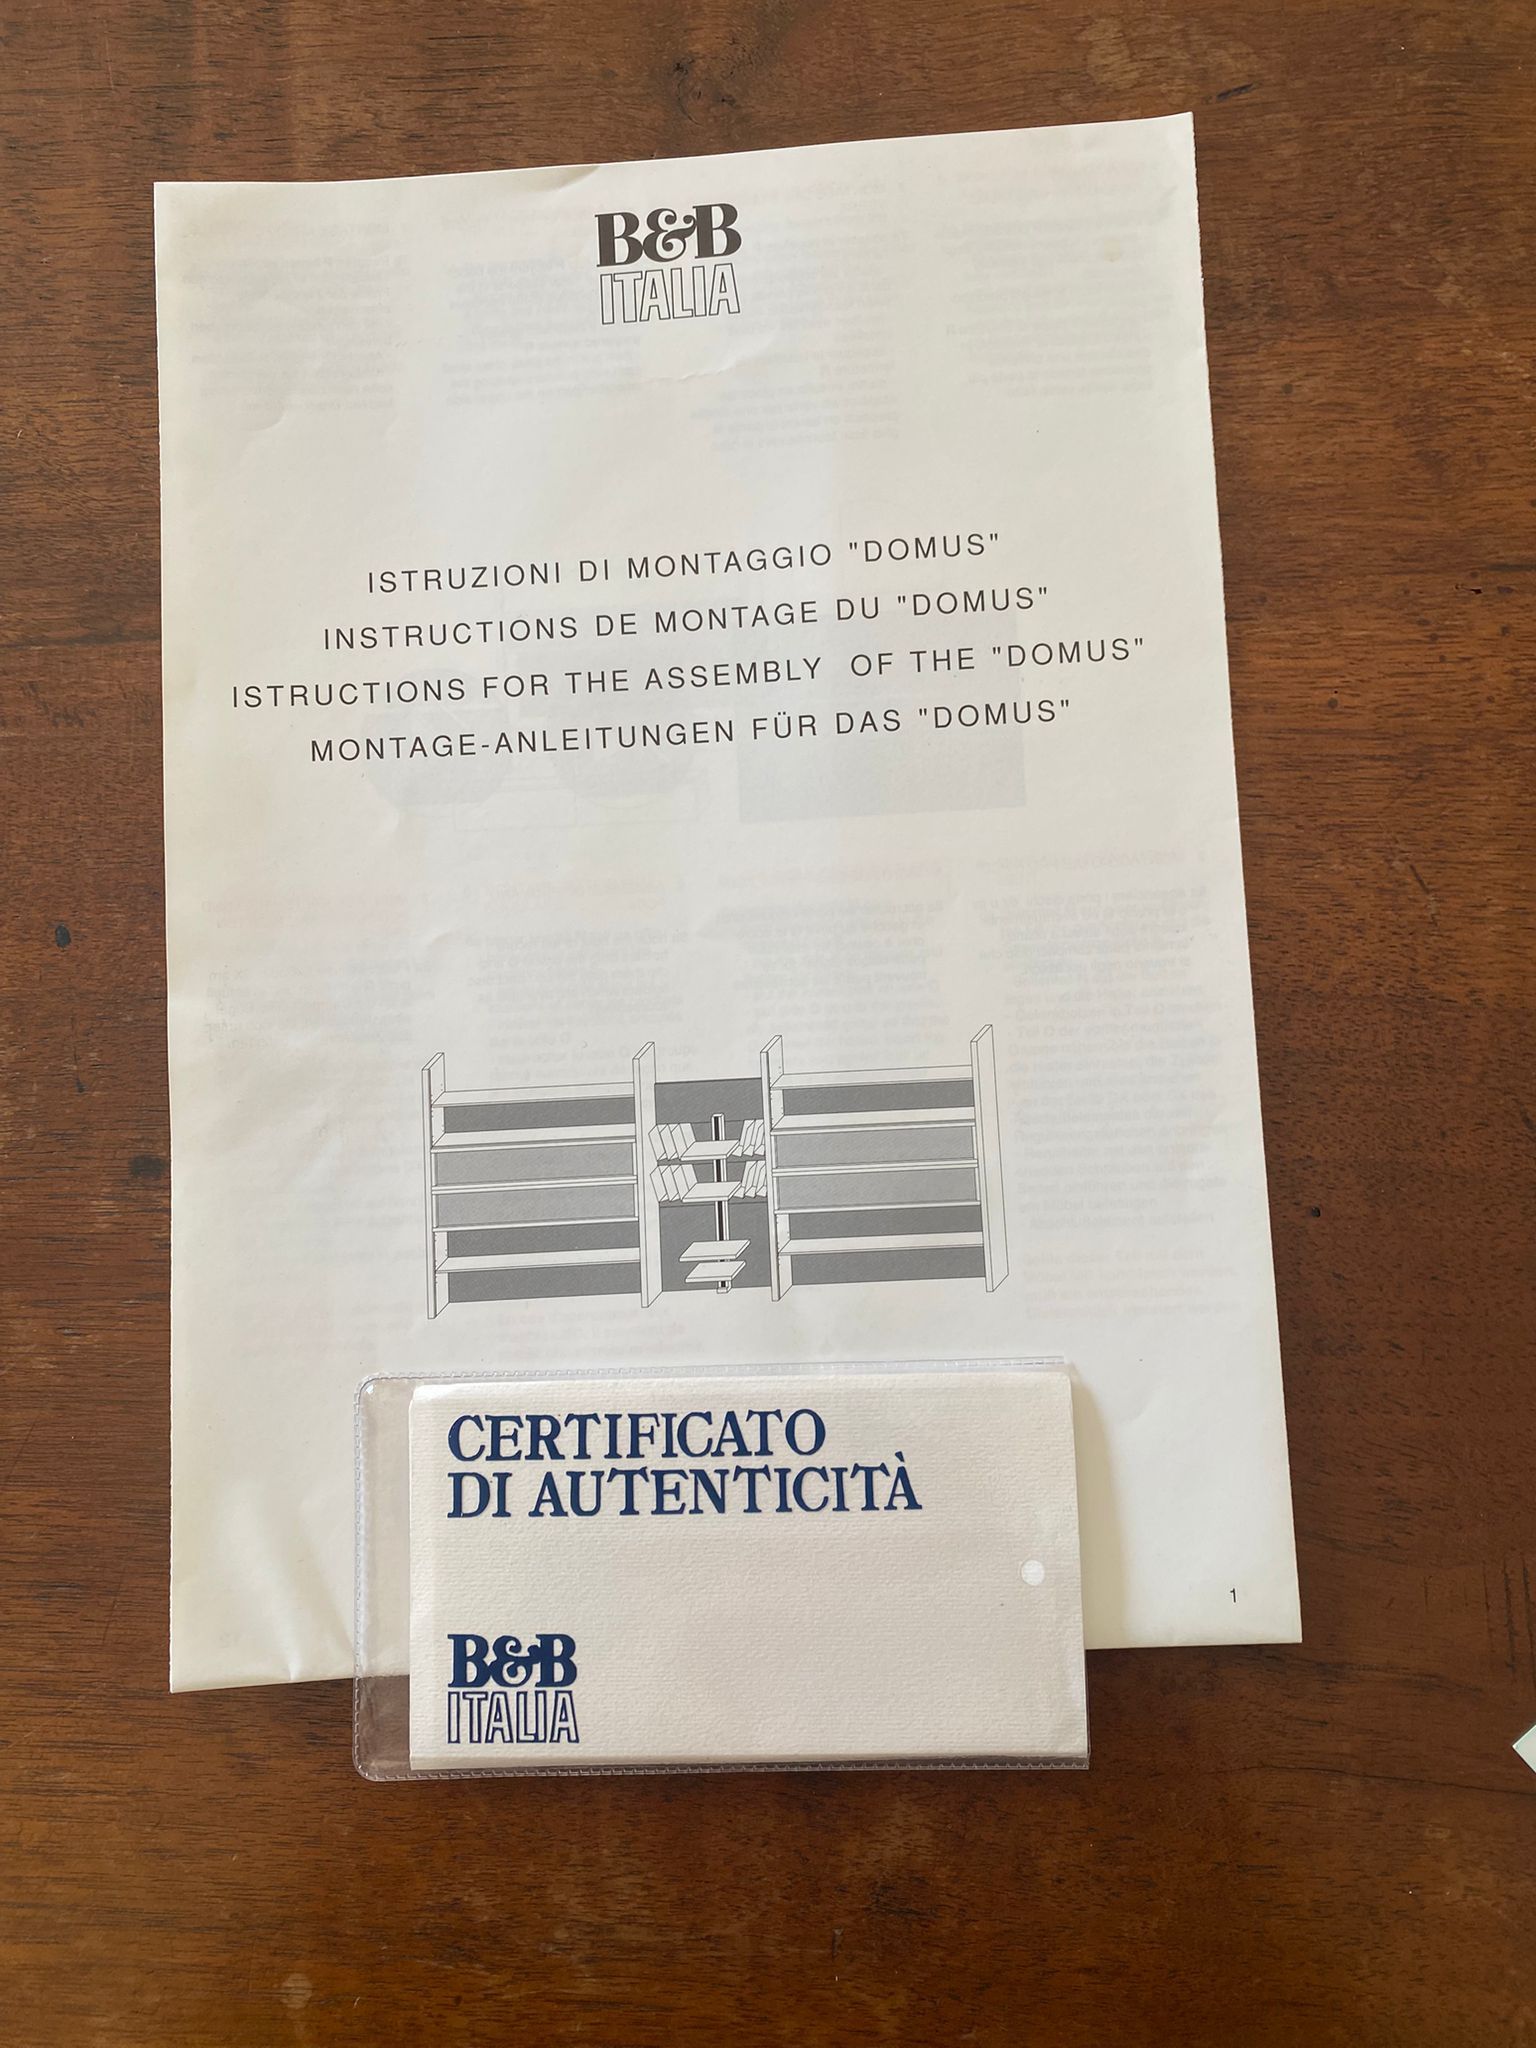 B&B
ITALIA
ISTRUZIONI DI MONTAGGIO "DOMUS"
INSTRUCTIONS DE MONTAGE DU "DOMUS"
ISTRUCTIONS FOR THE ASSEMBLY OF THE "DOMUS"
MONTAGE-ANLEITUNGEN FÜR DAS "DOMUS"
CERTIFICATO
DI AUTENTICITÀ
1
B&B
ITALIA